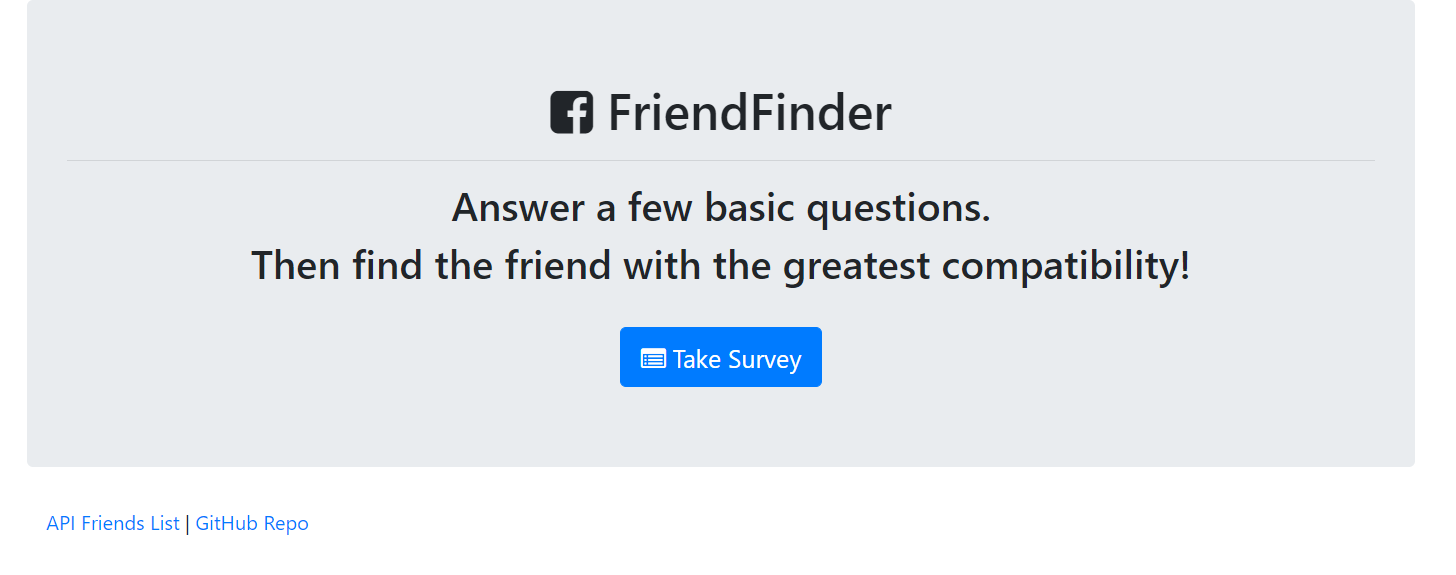 FriendFinder
Answer a few basic questions.
Then find the friend with the greatest compatibility!
Take Survey
API Friends List | GitHub Repo